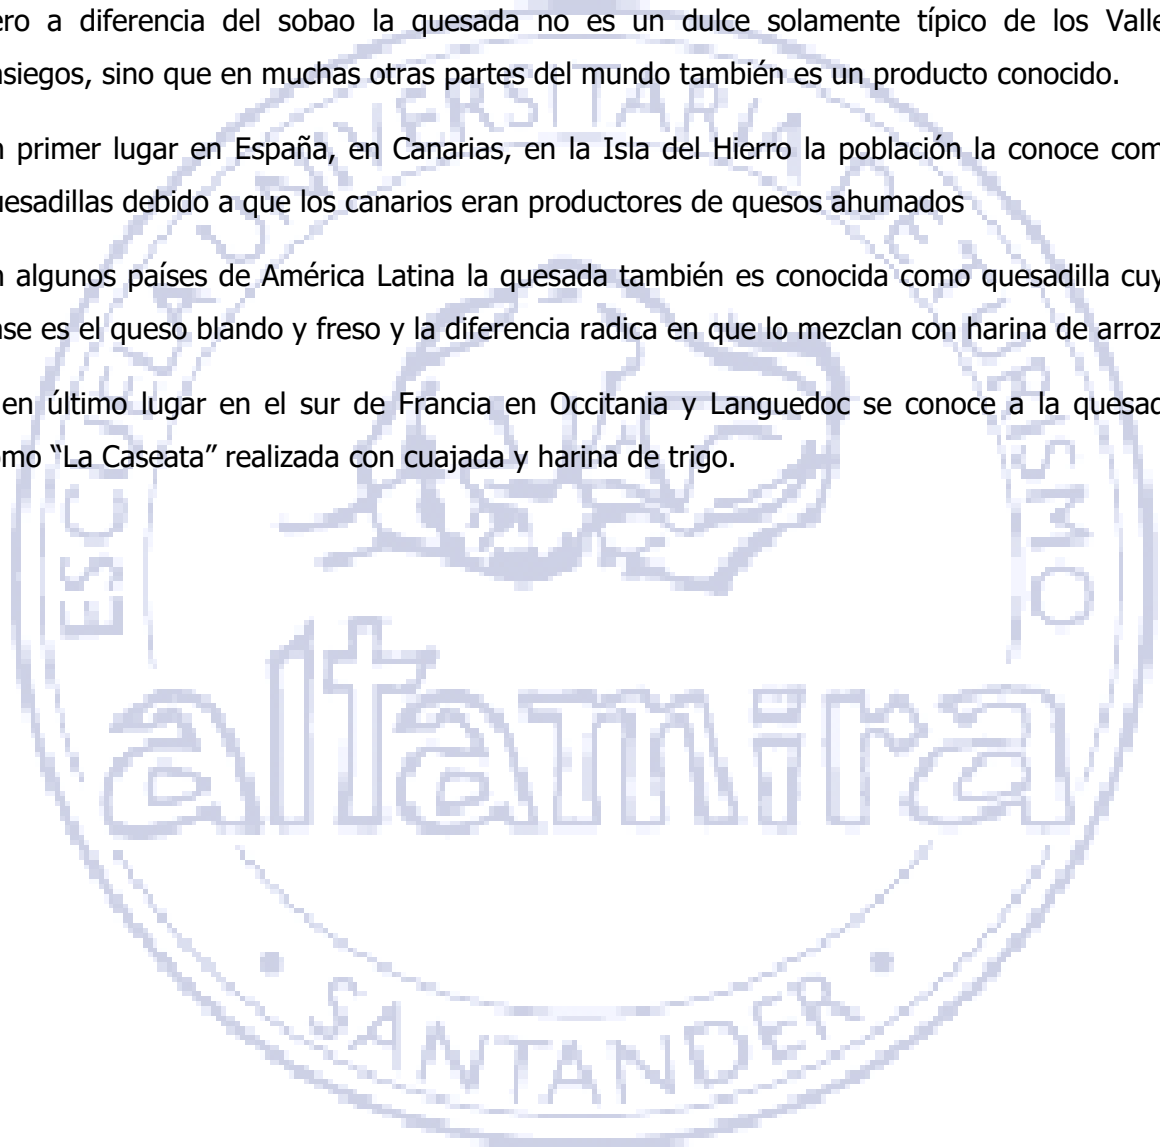 ero a diferencia del sobao la quesada no es un dulce solamente típico de los Valle
asiegos, sino que en muchas otras partes del mundo también es un producto conocido.
n primer lugar en España, en Canarias, en la Isla del Hierro la población la conoce com
uesadillas debido a que los canarios eran productores de quesos ahumados
n algunos países de América Latina la quesada también es conocida como quesadilla cuy
ase es el queso blando y freso y la diferencia radica en que lo mezclan con harina de arroz
en último lugar en el sur de Francia en Occitania y Languedoc se conoce a la quesad
omo “La Caseata” realizada con cuajada y harina de trigo.
ESCUELA UNIVERSITARIA DE TURISMO
altamira
• SANTANDER •